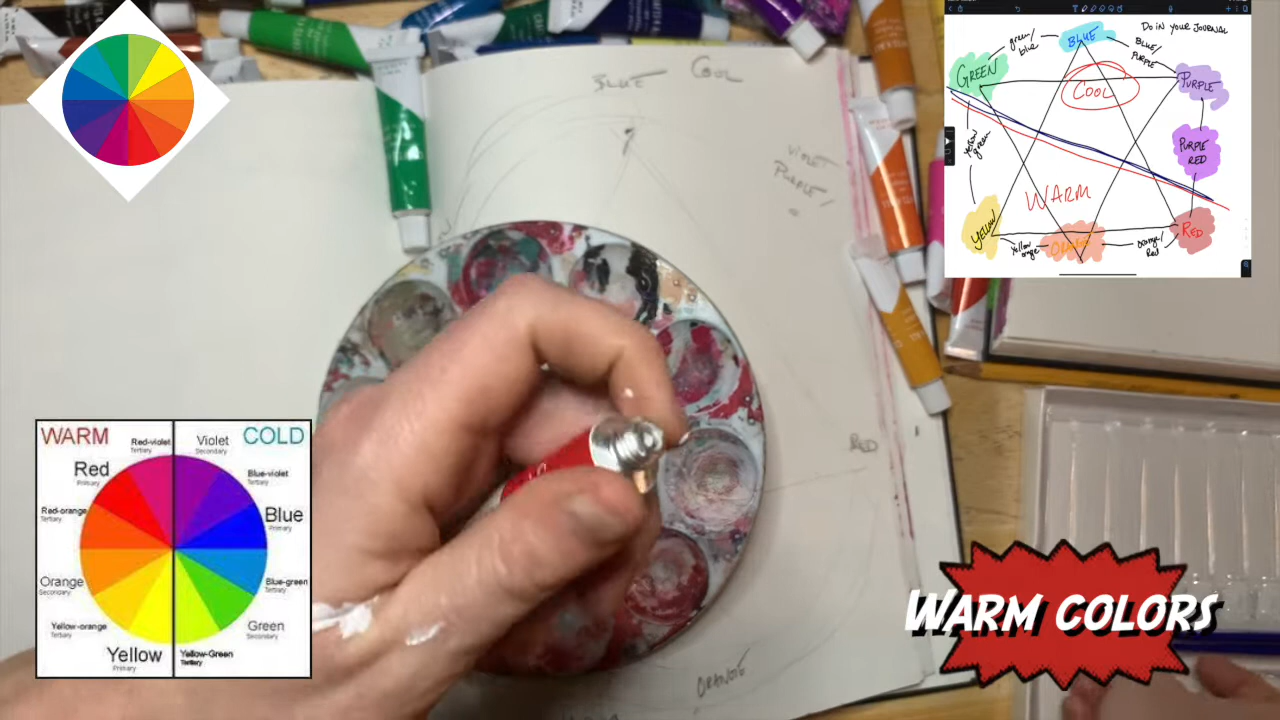 BLUE COOL
VIOLET
PURPLE
RED
ORANGE
DO IN YOUR JOURNAL
green/
blue
BLUE
BLUE/
PURPLE
GREEN
COOL
PURPLE
yellow
green
PURPLE
RED
WARM
YELLOW
Yellow
orange
ORANGE
Orange/
Red
RED
WARM
COLD
Red-violet
Tertiary
Violet
Secondary
Red
Primary
Blue-violet
Tertiary
Red-orange
Tertiary
Blue
Primary
Orange
Secondary
Blue-green
Tertiary
Yellow-orange
Tertiary
Green
Secondary
Yellow
Primary
Yellow-Green
Tertiary
WARM COLORS